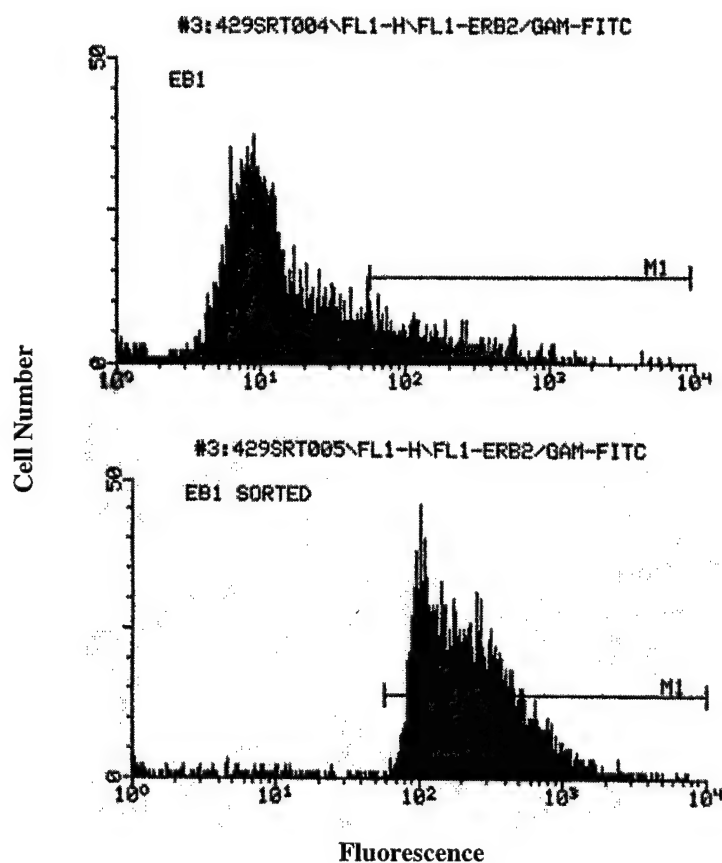 #3:429SRT004\FL1-H\FL1-ERB2/GAM-FITC
50
EB1
M1
0
10⁰ 10¹ 10² 10³ 10⁴
Cell Number
#3:429SRT005\FL1-H\FL1-ERB2/GAM-FITC
50
EB1 SORTED
M1
0
10⁰ 10¹ 10² 10³ 10⁴
Fluorescence